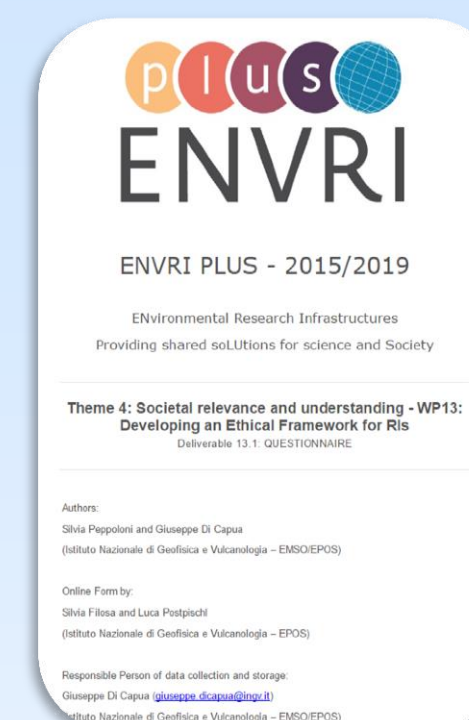 plus
ENVRI
ENVRI PLUS - 2015/2019
ENvironmental Research Infrastructures
Providing shared soLUtions for science and Society
Theme 4: Societal relevance and understanding - WP13:
Developing an Ethical Framework for RIs
Deliverable 13.1: QUESTIONNAIRE
Authors:
Silvia Peppoloni and Giuseppe Di Capua
(Istituto Nazionale di Geofisica e Vulcanologia – EMSO/EPOS)
Online Form by:
Silvia Filosa and Luca Postpischl
(Istituto Nazionale di Geofisica e Vulcanologia – EPOS)
Responsible Person of data collection and storage:
Giuseppe Di Capua (giuseppe.dicapua@ingv.it)
Istituto Nazionale di Geofisica e Vulcanologia – EMSO/EPOS)